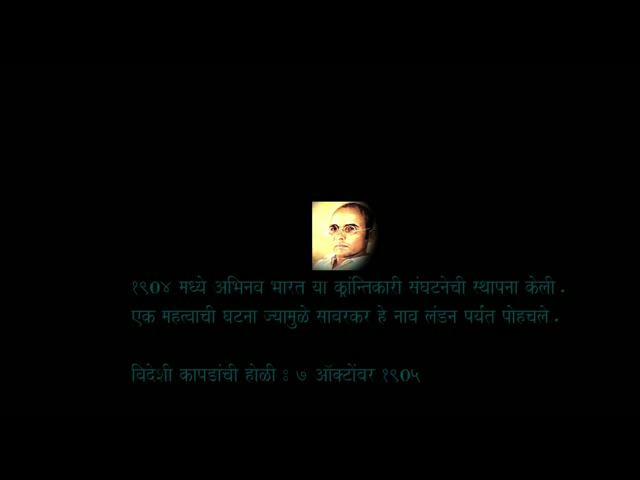 १९०४ मध्ये अभिनव भारत या क्रांन्तिकारी संघटनेची स्थापना केली .
एक महत्वाची घटना ज्यामुळे सावरकर हे नाव लंडन पर्यंत पोहचले .
विदेशी कापडांची होळी : ७ ऑक्टोंबर १९०५